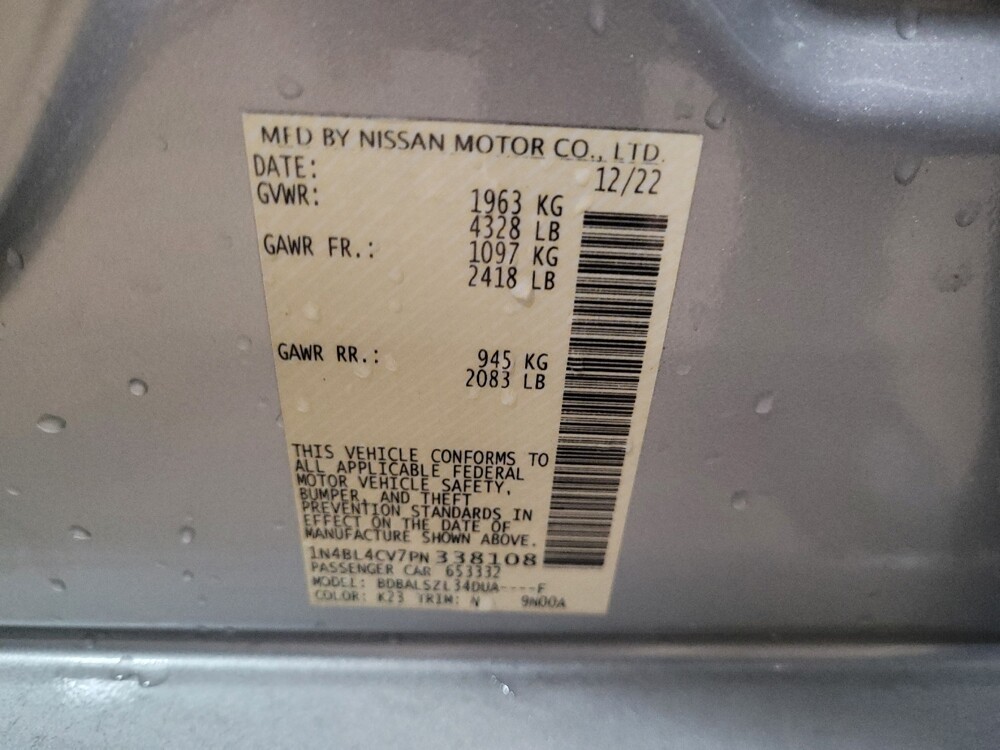 MFD BY NISSAN MOTOR CO., LTD.
DATE: 12/22
GVWR: 1963 KG
4328 LB
GAWR FR.: 1097 KG
2418 LB
GAWR RR.: 945 KG
2083 LB
THIS VEHICLE CONFORMS TO
ALL APPLICABLE FEDERAL
MOTOR VEHICLE SAFETY,
BUMPER, AND THEFT
PREVENTION STANDARDS IN
EFFECT ON THE DATE OF
MANUFACTURE SHOWN ABOVE.
1N4BL4CV7PN338108
PASSENGER CAR 653332
MODEL: BDBALSZL34DUA----F
COLOR: K23 TRIM: N 9N00A